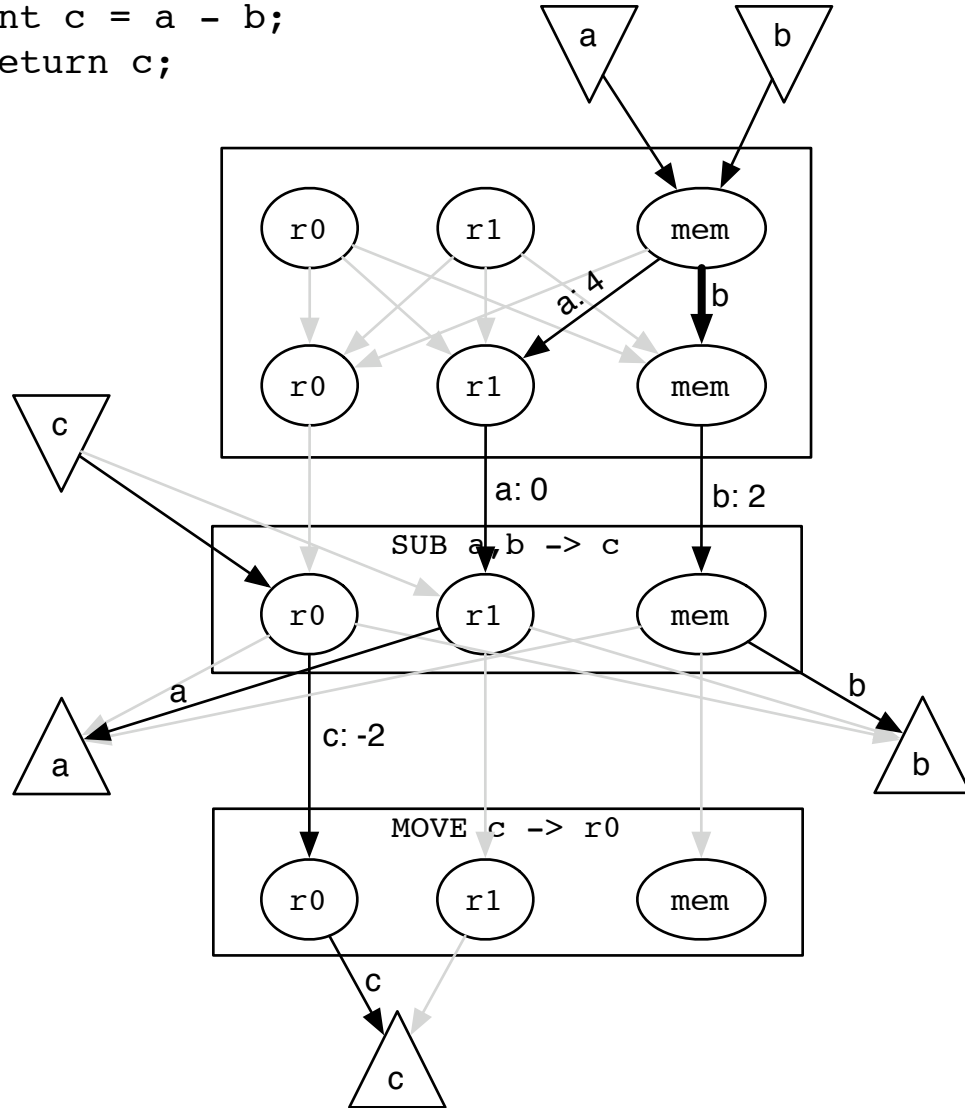 nt c = a - b;
eturn c;
a
b
r0
r1
mem
a: 4
b
r0
r1
mem
c
a: 0
b: 2
SUB a,b -> c
r0
r1
mem
a
b
a
c: -2
b
MOVE c -> r0
r0
r1
mem
c
c